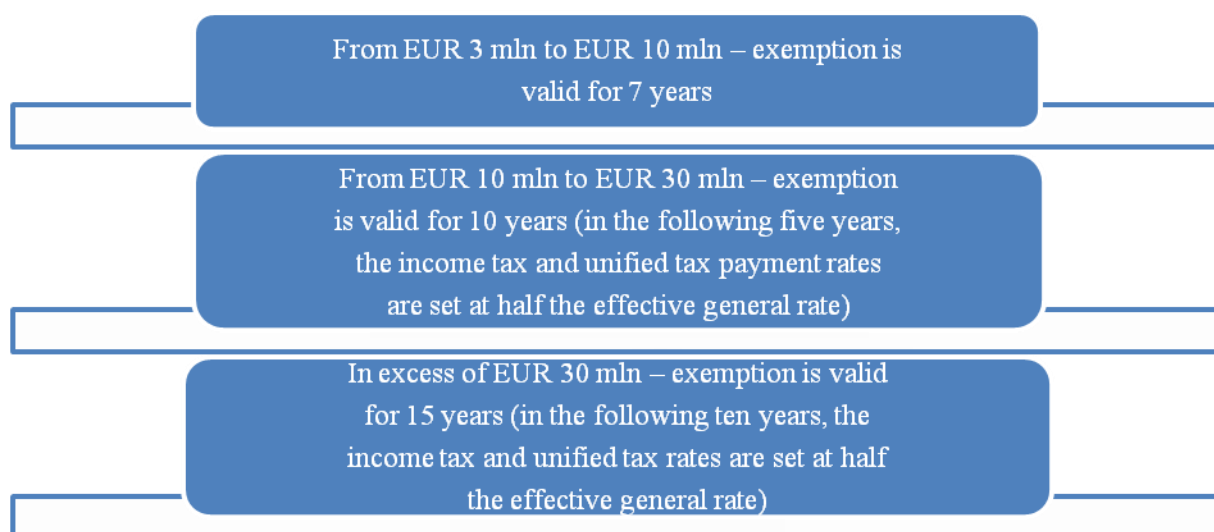 From EUR 3 mln to EUR 10 mln – exemption is
valid for 7 years
From EUR 10 mln to EUR 30 mln – exemption
is valid for 10 years (in the following five years,
the income tax and unified tax payment rates
are set at half the effective general rate)
In excess of EUR 30 mln – exemption is valid
for 15 years (in the following ten years, the
income tax and unified tax rates are set at half
the effective general rate)